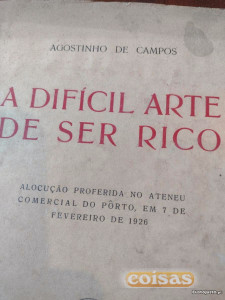 AGOSTINHO DE CAMPOS
A DIFÍCIL ARTE
DE SER RICO
ALOCUÇÃO PROFERIDA NO ATENEU
COMERCIAL DO PÔRTO, EM 7 DE
FEVEREIRO DE 1926
coisas